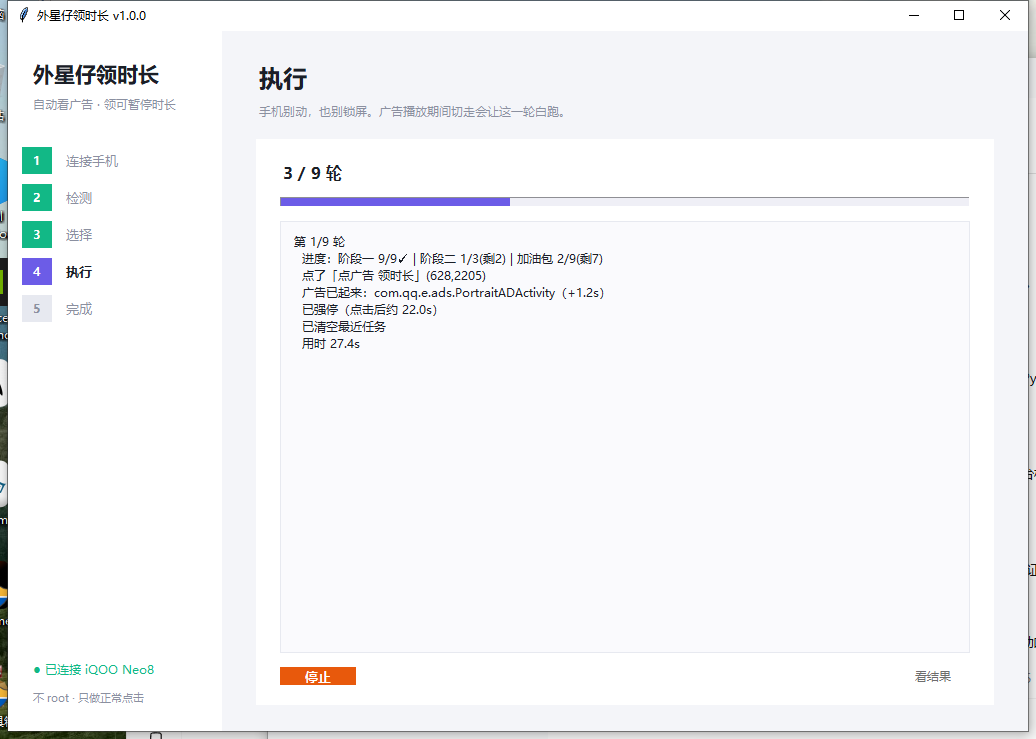 外星仔领时长 v1.0.0
外星仔领时长
自动看广告 · 领可暂停时长
1 连接手机
2 检测
3 选择
4 执行
5 完成
● 已连接 iQOO Neo8
不 root · 只做正常点击
执行
手机别动，也别锁屏。广告播放期间切走会让这一轮白跑。
3 / 9 轮
第 1/9 轮
进度：阶段一 9/9✓ | 阶段二 1/3(剩2) | 加油包 2/9(剩7)
点了「点广告 领时长」(628,2205)
广告已起来：com.qq.e.ads.PortraitADActivity（+1.2s）
已强停（点击后约 22.0s）
已清空最近任务
用时 27.4s
停止
看结果